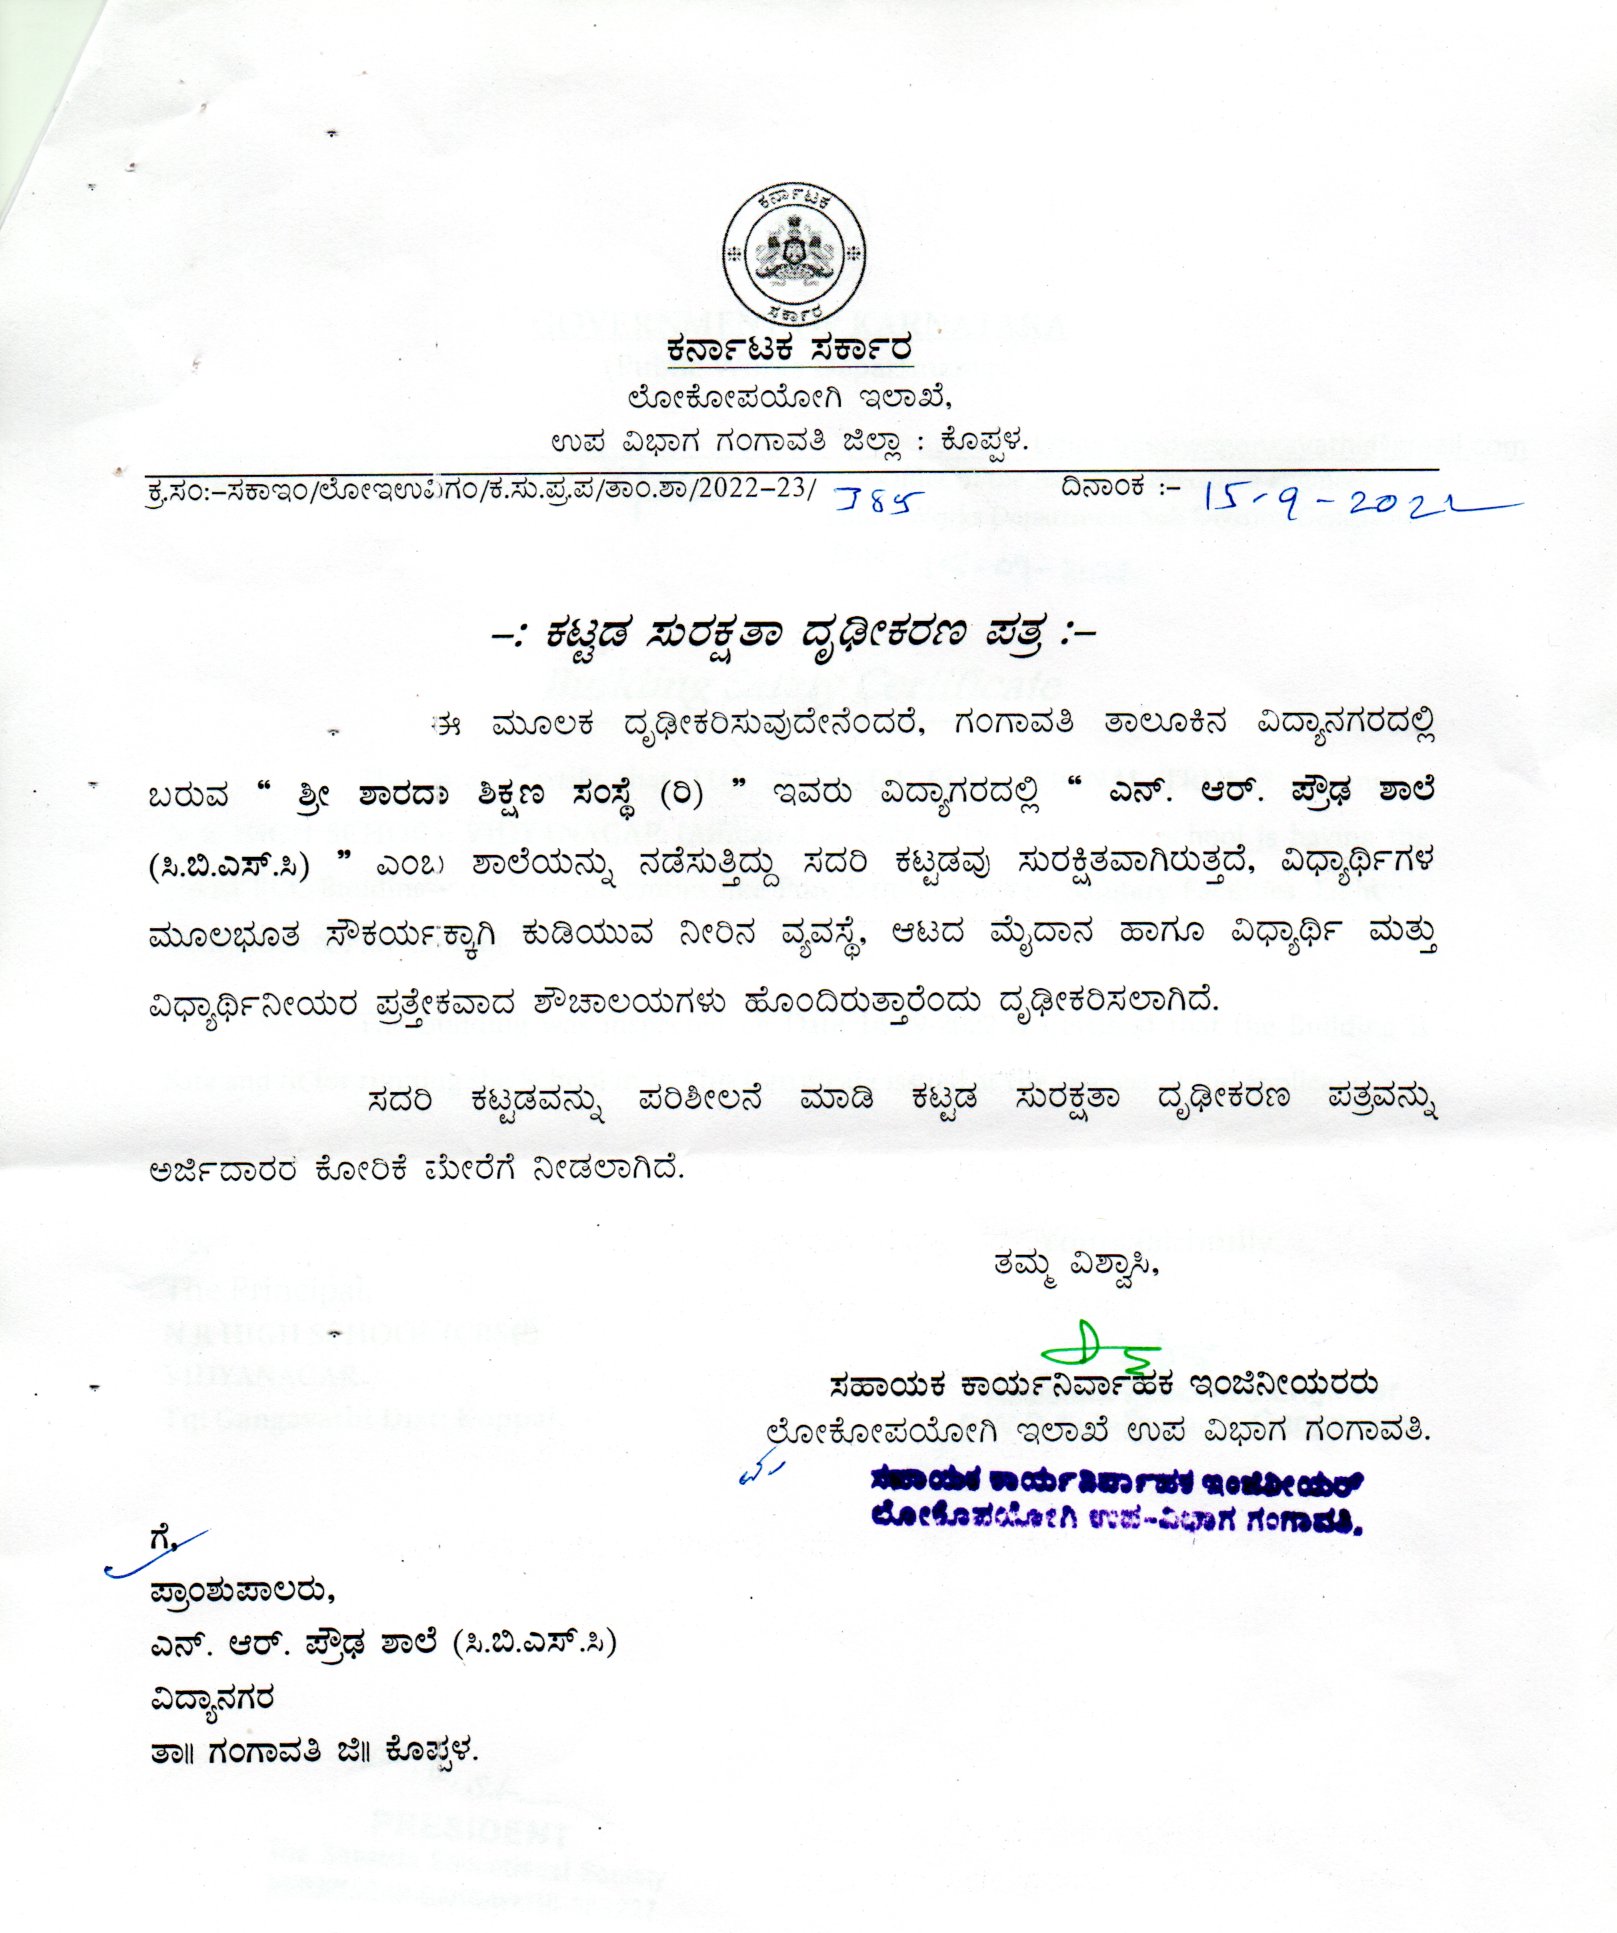 ಕರ್ನಾಟಕ
ಸರ್ಕಾರ
ಕರ್ನಾಟಕ ಸರ್ಕಾರ
ಲೋಕೋಪಯೋಗಿ ಇಲಾಖೆ,
ಉಪ ವಿಭಾಗ ಗಂಗಾವತಿ ಜಿಲ್ಲಾ : ಕೊಪ್ಪಳ.
ಕ್ರ.ಸಂ:–ಸಕಾಇಂ/ಲೋಇಉವಿಗಂ/ಕ.ಸು.ಪ್ರ.ಪ/ತಾಂ.ಶಾ/2022–23/ 385 ದಿನಾಂಕ :– 15-9-2022
–: ಕಟ್ಟಡ ಸುರಕ್ಷತಾ ದೃಢೀಕರಣ ಪತ್ರ :–
ಈ ಮೂಲಕ ದೃಢೀಕರಿಸುವುದೇನೆಂದರೆ, ಗಂಗಾವತಿ ತಾಲೂಕಿನ ವಿದ್ಯಾನಗರದಲ್ಲಿ
ಬರುವ “ ಶ್ರೀ ಶಾರದಾ ಶಿಕ್ಷಣ ಸಂಸ್ಥೆ (ರಿ) ” ಇವರು ವಿದ್ಯಾಗರದಲ್ಲಿ “ ಎನ್. ಆರ್. ಪ್ರೌಢ ಶಾಲೆ
(ಸಿ.ಬಿ.ಎಸ್.ಸಿ) ” ಎಂಬ ಶಾಲೆಯನ್ನು ನಡೆಸುತ್ತಿದ್ದು ಸದರಿ ಕಟ್ಟಡವು ಸುರಕ್ಷಿತವಾಗಿರುತ್ತದೆ, ವಿಧ್ಯಾರ್ಥಿಗಳ
ಮೂಲಭೂತ ಸೌಕರ್ಯಕ್ಕಾಗಿ ಕುಡಿಯುವ ನೀರಿನ ವ್ಯವಸ್ಥೆ, ಆಟದ ಮೈದಾನ ಹಾಗೂ ವಿಧ್ಯಾರ್ಥಿ ಮತ್ತು
ವಿಧ್ಯಾರ್ಥಿನೀಯರ ಪ್ರತ್ತೇಕವಾದ ಶೌಚಾಲಯಗಳು ಹೊಂದಿರುತ್ತಾರೆಂದು ದೃಢೀಕರಿಸಲಾಗಿದೆ.
ಸದರಿ ಕಟ್ಟಡವನ್ನು ಪರಿಶೀಲನೆ ಮಾಡಿ ಕಟ್ಟಡ ಸುರಕ್ಷತಾ ದೃಢೀಕರಣ ಪತ್ರವನ್ನು
ಅರ್ಜಿದಾರರ ಕೋರಿಕೆ ಮೇರೆಗೆ ನೀಡಲಾಗಿದೆ.
ತಮ್ಮ ವಿಶ್ವಾಸಿ,
ಸಹಾಯಕ ಕಾರ್ಯನಿರ್ವಾಹಕ ಇಂಜಿನೀಯರರು
ಲೋಕೋಪಯೋಗಿ ಇಲಾಖೆ ಉಪ ವಿಭಾಗ ಗಂಗಾವತಿ.
ಸಹಾಯಕ ಕಾರ್ಯನಿರ್ವಾಹಕ ಇಂಜಿನೀಯರ್
ಲೋಕೊಪಯೋಗಿ ಉಪ-ವಿಭಾಗ ಗಂಗಾವತಿ.
ಗೆ,
ಪ್ರಾಂಶುಪಾಲರು,
ಎನ್. ಆರ್. ಪ್ರೌಢ ಶಾಲೆ (ಸಿ.ಬಿ.ಎಸ್.ಸಿ)
ವಿದ್ಯಾನಗರ
ತಾ॥ ಗಂಗಾವತಿ ಜಿ॥ ಕೊಪ್ಪಳ.